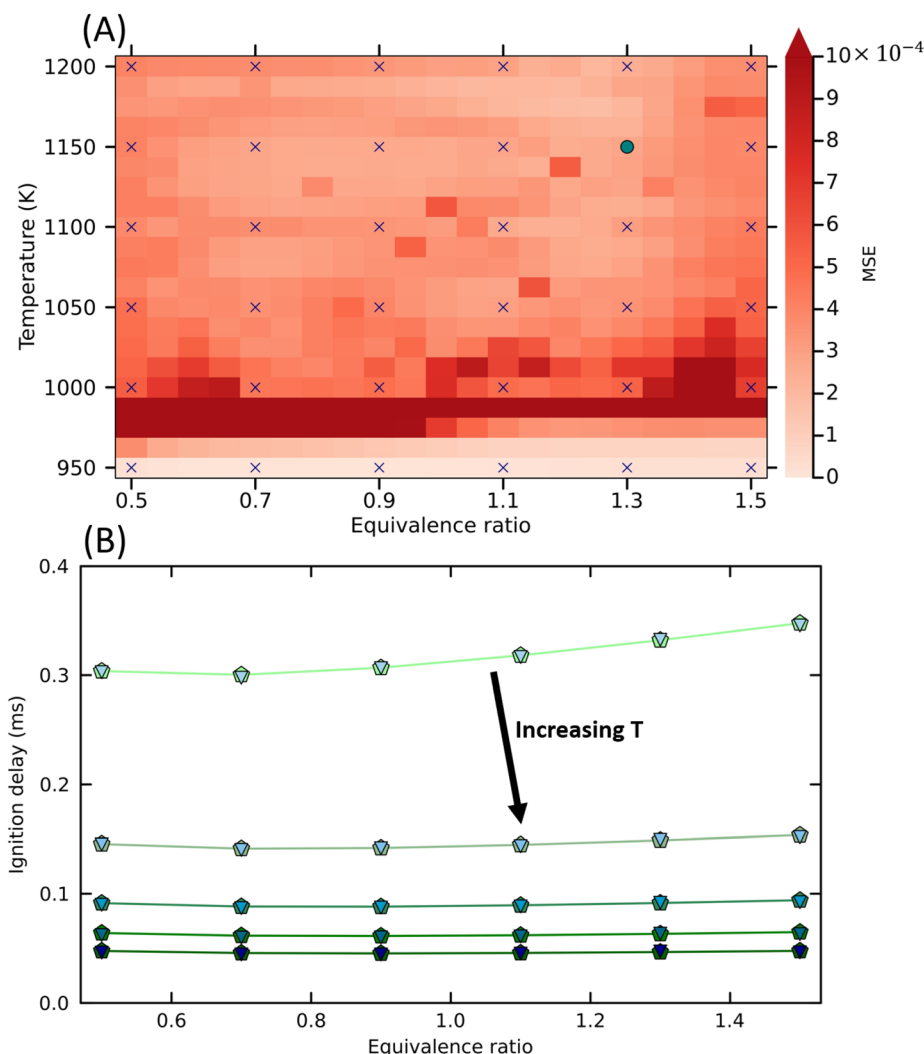 (A)
10×10⁻⁴
1200
1150
1100
1050
1000
950
Temperature (K)
0.5 0.7 0.9 1.1 1.3 1.5
Equivalence ratio
9
8
7
6
5
4
3
2
1
0
MSE
(B)
0.4
0.3
0.2
0.1
0.0
Ignition delay (ms)
Increasing T
0.6 0.8 1.0 1.2 1.4
Equivalence ratio